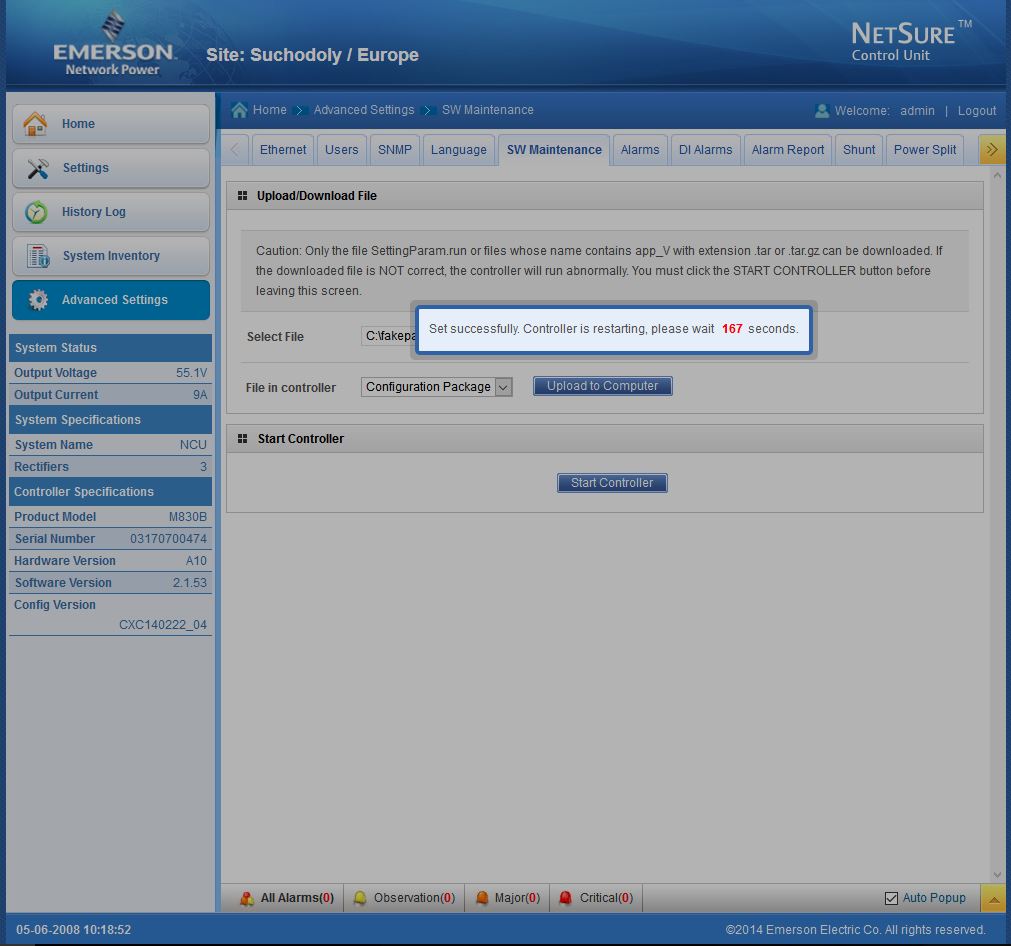 EMERSON
Network Power
Site: Suchodoly / Europe
NETSURE™
Control Unit
Home
Settings
History Log
System Inventory
Advanced Settings
System Status
Output Voltage 55.1V
Output Current 9A
System Specifications
System Name NCU
Rectifiers 3
Controller Specifications
Product Model M830B
Serial Number 03170700474
Hardware Version A10
Software Version 2.1.53
Config Version
CXC140222_04
Home Advanced Settings SW Maintenance
Welcome: admin | Logout
Ethernet Users SNMP Language SW Maintenance Alarms DI Alarms Alarm Report Shunt Power Split
Upload/Download File
Caution: Only the file SettingParam.run or files whose name contains app_V with extension .tar or .tar.gz can be downloaded. If
the downloaded file is NOT correct, the controller will run abnormally. You must click the START CONTROLLER button before
leaving this screen.
Set successfully. Controller is restarting, please wait 167 seconds.
Select File C:\fakepa
File in controller Configuration Package Upload to Computer
Start Controller
Start Controller
All Alarms(0) Observation(0) Major(0) Critical(0) Auto Popup
05-06-2008 10:18:52 ©2014 Emerson Electric Co. All rights reserved.